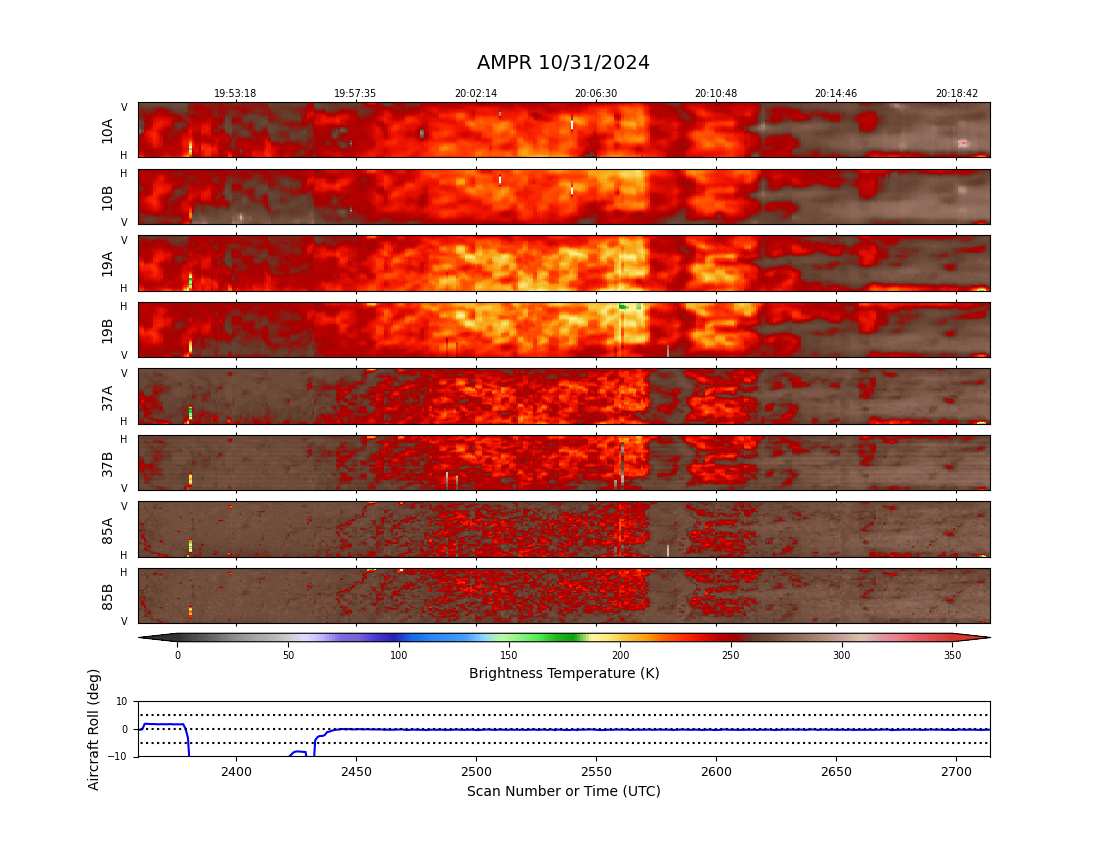 AMPR 10/31/2024
19:53:18 19:57:35 20:02:14 20:06:30 20:10:48 20:14:46 20:18:42
V
10A
H
H
10B
V
V
19A
H
H
19B
V
V
37A
H
H
37B
V
V
85A
H
H
85B
V
0 50 100 150 200 250 300 350
Brightness Temperature (K)
Aircraft Roll (deg)
10
0
−10
2400 2450 2500 2550 2600 2650 2700
Scan Number or Time (UTC)